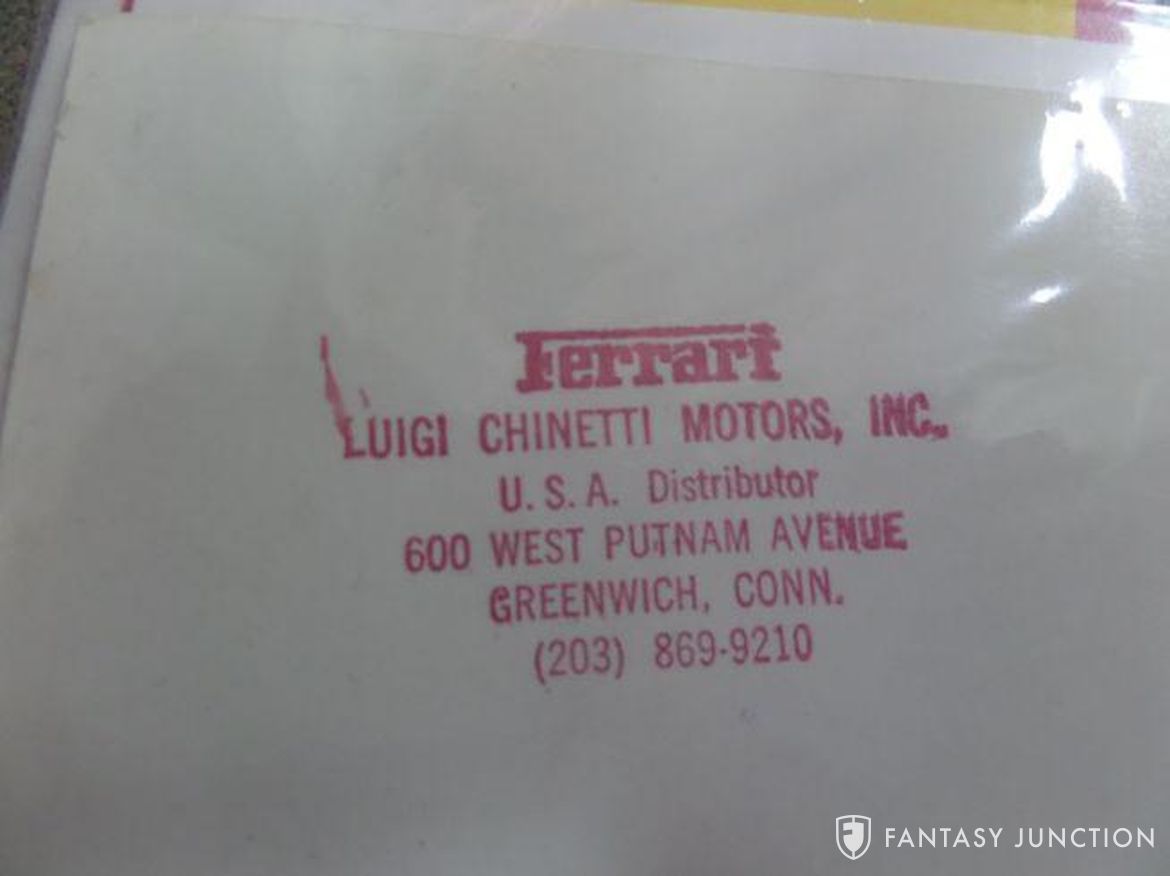 Ferrari
LUIGI CHINETTI MOTORS, INC.
U. S. A. Distributor
600 WEST PUTNAM AVENUE
GREENWICH, CONN.
(203) 869-9210
FANTASY JUNCTION